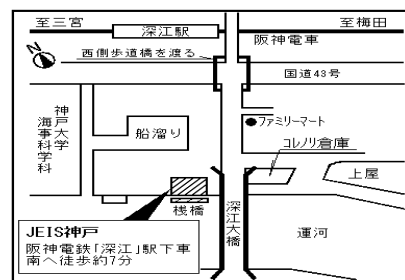 至三宮
深江駅
至梅田
阪神電車
西側歩道橋を渡る
国道43号
N
神戸大学
海事科学科
船溜り
ファミリーマート
コレノリ倉庫
上屋
桟橋
深江大橋
運河
JEIS神戸
阪神電鉄「深江」駅下車
南へ徒歩約7分